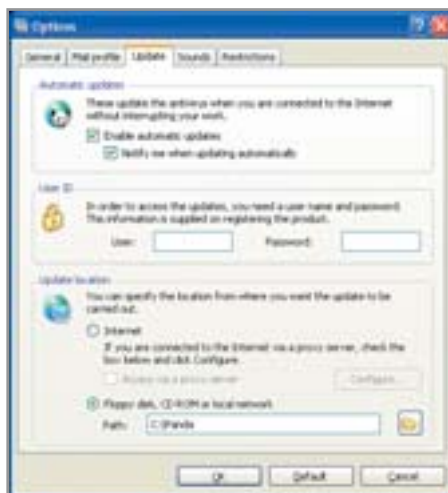 Options
General Mail profile Update Sounds Restrictions
Automatic updates
These update the antivirus when you are connected to the Internet
without interrupting your work.
Enable automatic updates
Notify me when updating automatically
User ID
In order to access the updates, you need a user name and password.
This information is supplied on registering the product.
User: Password:
Update location
You can specify the location from where you want the update to be
carried out.
Internet
If you are connected to the Internet via a proxy server, check the
box below and click Configure.
Access via a proxy server Configure...
Floppy disk, CD-ROM or local network
Path: C:\Panda
OK Default Cancel